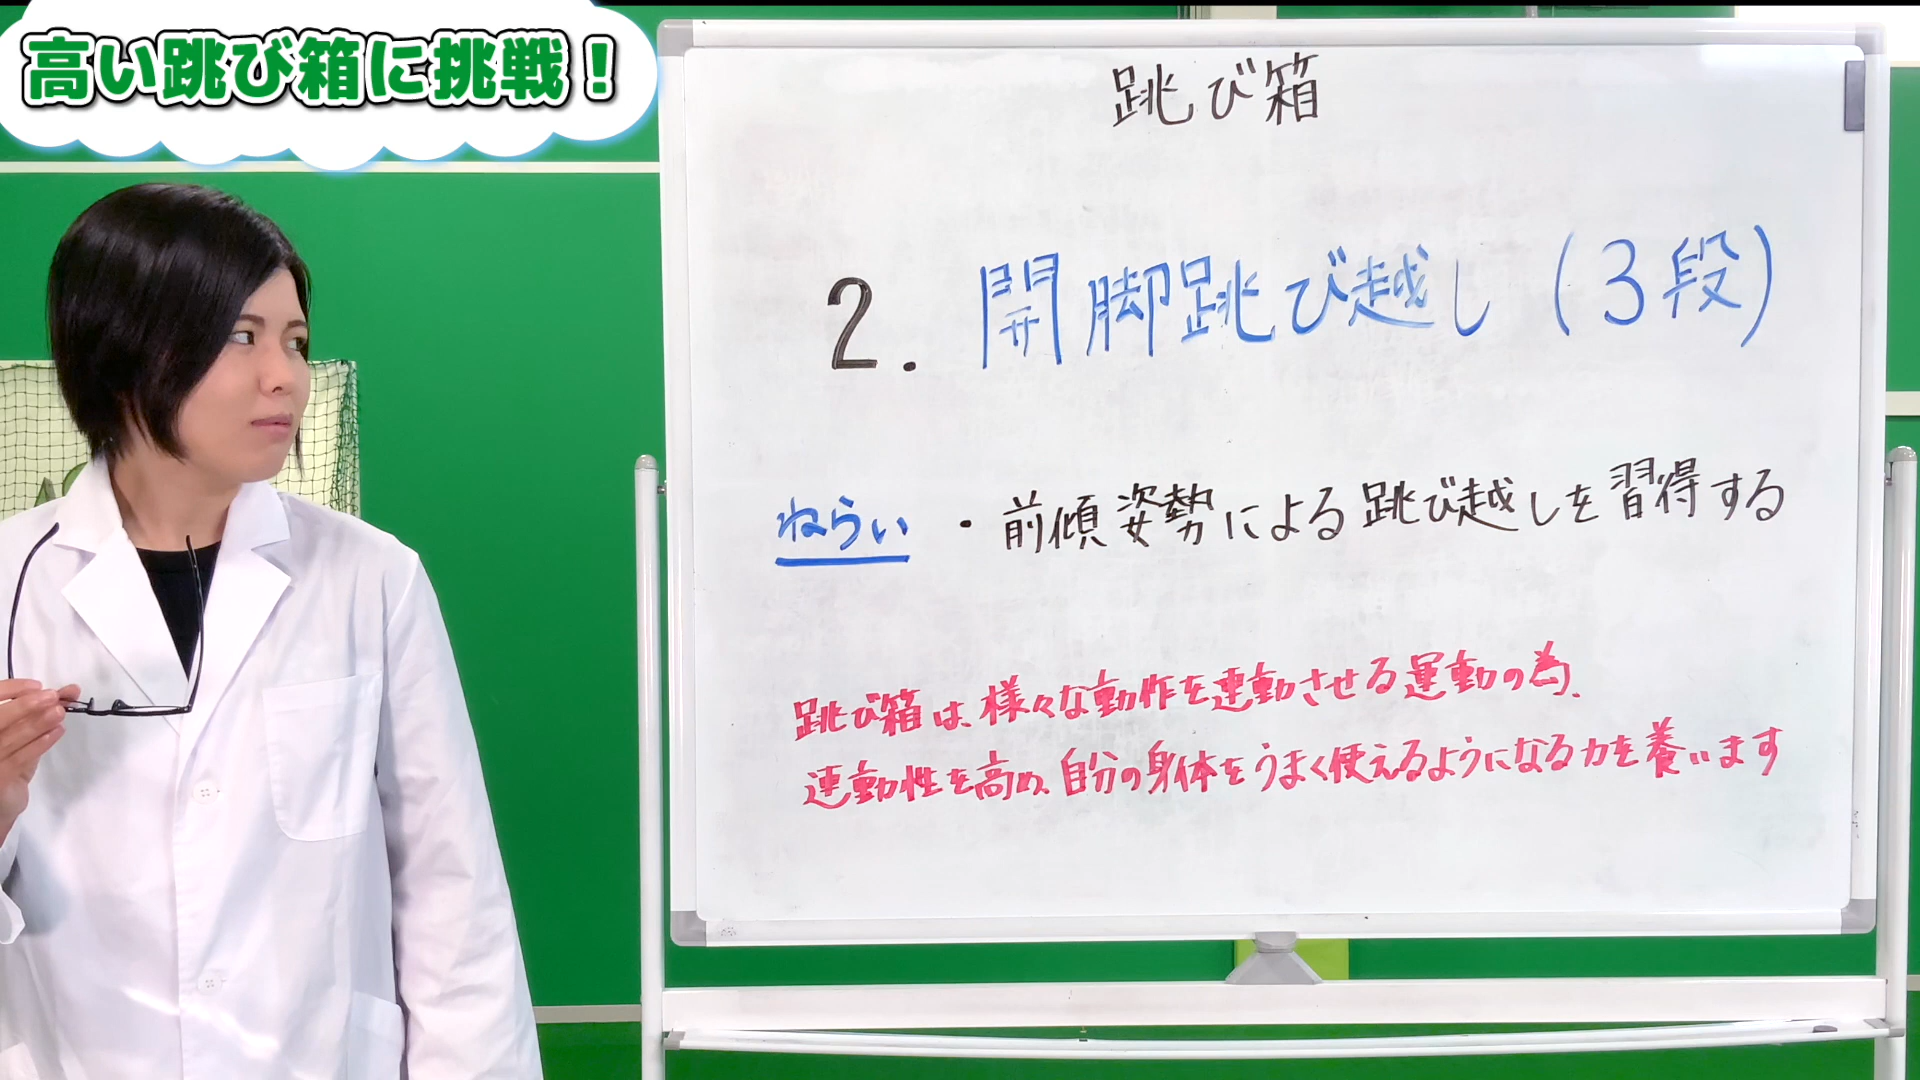 高い跳び箱に挑戦！
跳び箱
2. 開脚跳び越し(3段)
ねらい ・前傾姿勢による跳び越しを習得する
跳び箱は、様々な動作を連動させる運動の為、
連動性を高め、自分の身体をうまく使えるようになる力を養います